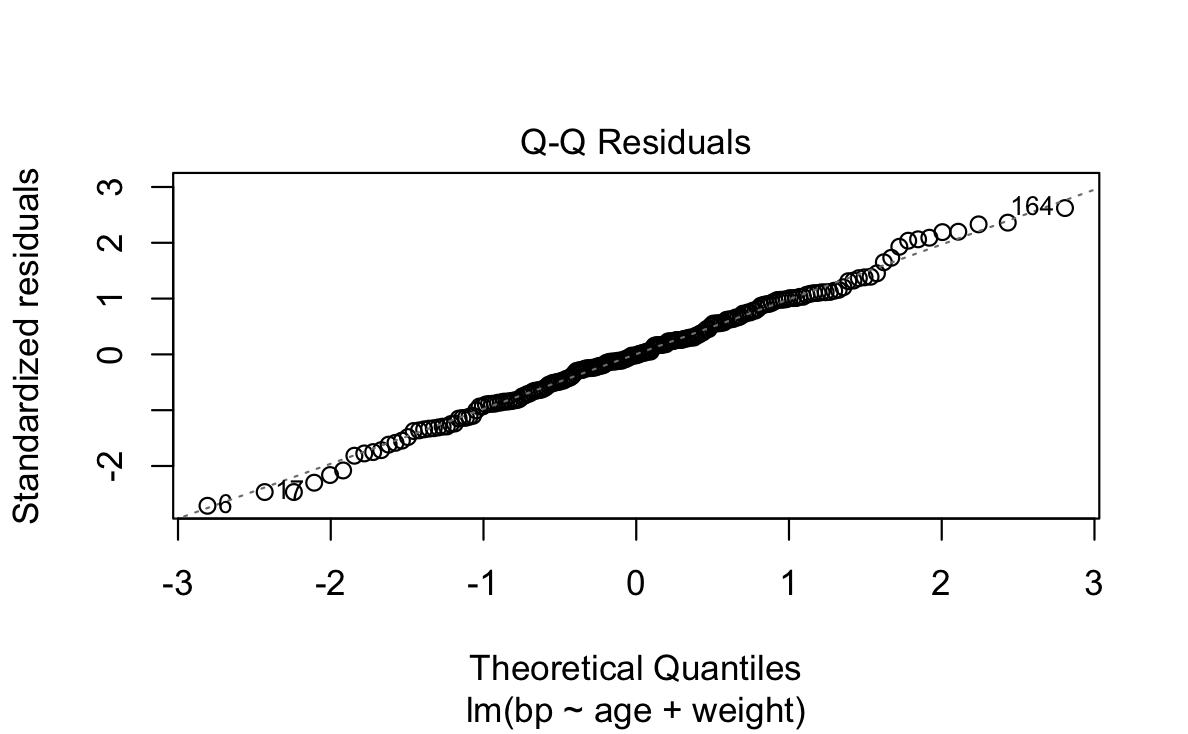 Q-Q Residuals
Standardized residuals
3
2
1
0
-2
164
17
6
-3 -2 -1 0 1 2 3
Theoretical Quantiles
lm(bp ~ age + weight)